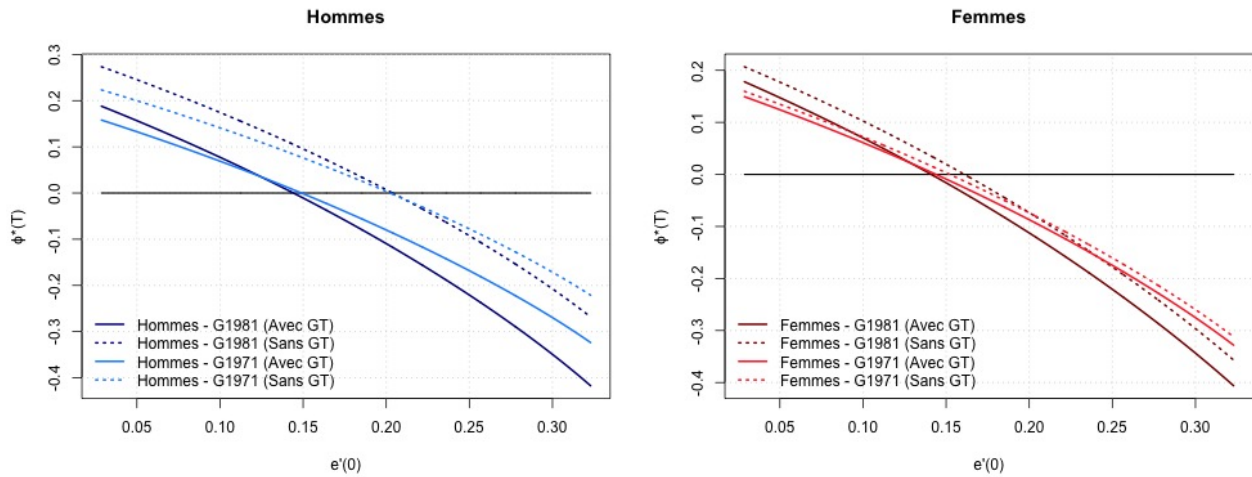 Hommes
0.3
0.2
0.1
0.0
-0.1
-0.2
-0.3
-0.4
ϕ*(T)
Hommes - G1981 (Avec GT)
Hommes - G1981 (Sans GT)
Hommes - G1971 (Avec GT)
Hommes - G1971 (Sans GT)
0.05 0.10 0.15 0.20 0.25 0.30
e'(0)
Femmes
0.2
0.1
0.0
-0.1
-0.2
-0.3
-0.4
ϕ*(T)
Femmes - G1981 (Avec GT)
Femmes - G1981 (Sans GT)
Femmes - G1971 (Avec GT)
Femmes - G1971 (Sans GT)
0.05 0.10 0.15 0.20 0.25 0.30
e'(0)